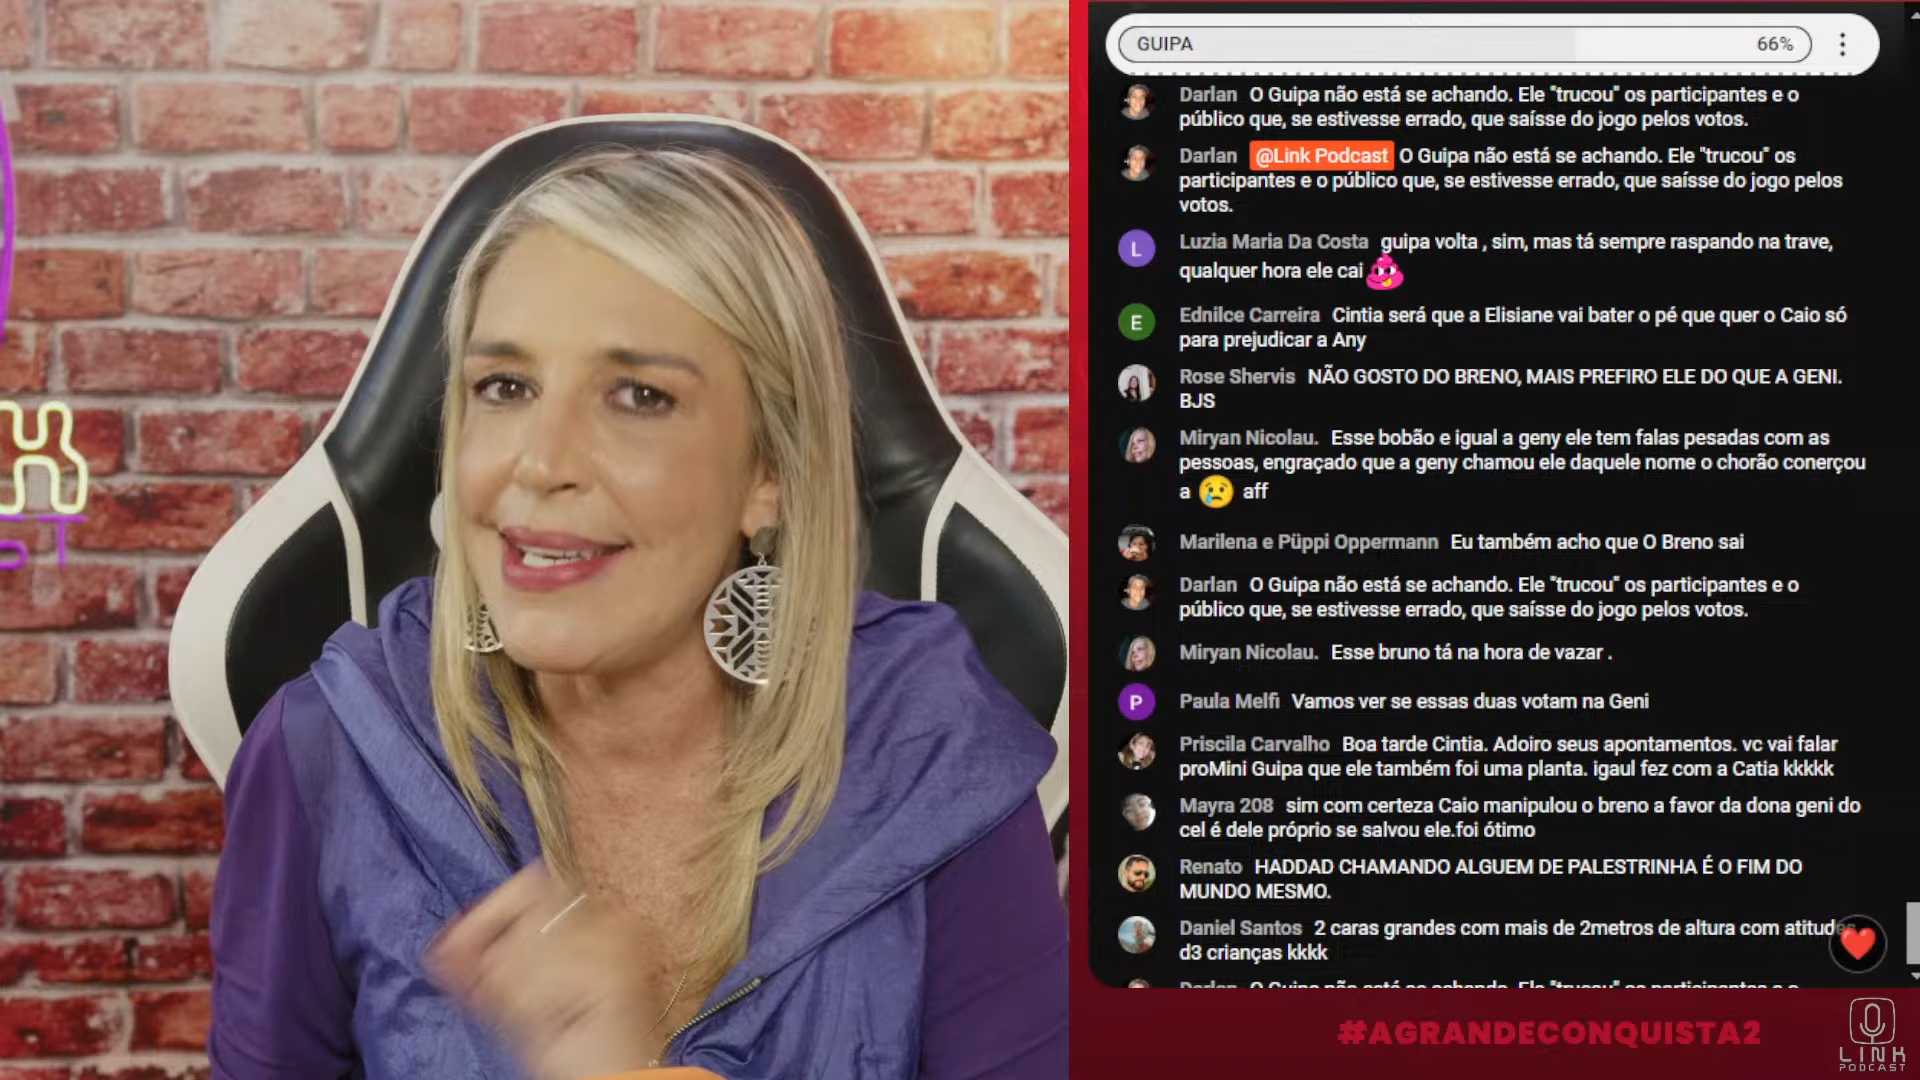 GUIPA 66%
Darlan O Guipa não está se achando. Ele "trucou" os participantes e o
público que, se estivesse errado, que saísse do jogo pelos votos.
Darlan @Link Podcast O Guipa não está se achando. Ele "trucou" os
participantes e o público que, se estivesse errado, que saísse do jogo pelos
votos.
L
Luzia Maria Da Costa guipa volta , sim, mas tá sempre raspando na trave,
qualquer hora ele cai
E
Ednilce Carreira Cintia será que a Elisiane vai bater o pé que quer o Caio só
para prejudicar a Any
Rose Shervis NÃO GOSTO DO BRENO, MAIS PREFIRO ELE DO QUE A GENI.
BJS
Miryan Nicolau. Esse bobão e igual a geny ele tem falas pesadas com as
pessoas, engraçado que a geny chamou ele daquele nome o chorão conerçou
a 😢 aff
Marilena e Püppi Oppermann Eu também acho que O Breno sai
Darlan O Guipa não está se achando. Ele "trucou" os participantes e o
público que, se estivesse errado, que saísse do jogo pelos votos.
Miryan Nicolau. Esse bruno tá na hora de vazar .
P
Paula Melfi Vamos ver se essas duas votam na Geni
Priscila Carvalho Boa tarde Cintia. Adoiro seus apontamentos. vc vai falar
proMini Guipa que ele também foi uma planta. igaul fez com a Catia kkkkk
Mayra 208 sim com certeza Caio manipulou o breno a favor da dona geni do
cel é dele próprio se salvou ele.foi ótimo
Renato HADDAD CHAMANDO ALGUEM DE PALESTRINHA É O FIM DO
MUNDO MESMO.
Daniel Santos 2 caras grandes com mais de 2metros de altura com atitudes
d3 crianças kkkk
Darlan O Guipa não está se achando. Ele "trucou" os participantes e o
#AGRANDECONQUISTA2
LINK
PODCAST